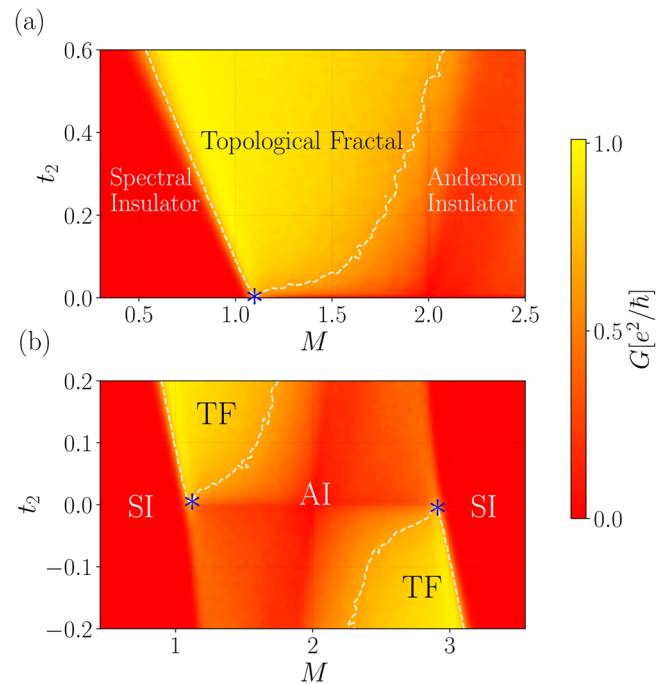 (a)
0.6
0.4
0.2
0.0
t₂
Topological Fractal
Spectral
Insulator
Anderson
Insulator
*
0.5
1.0
1.5
2.0
2.5
M
(b)
0.2
0.1
0.0
−0.1
−0.2
t₂
TF
SI
AI
SI
TF
*
*
1
2
3
M
1.0
0.5
0.0
G[e²/ħ]